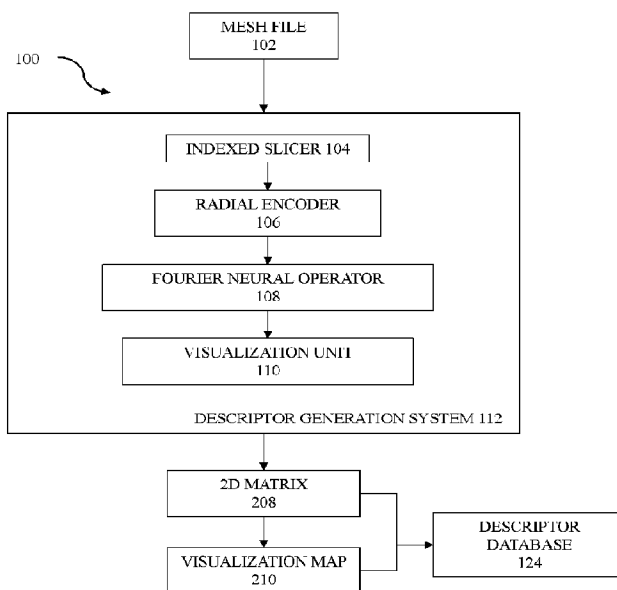 MESH FILE
102
100
INDEXED SLICER 104
RADIAL ENCODER
106
FOURIER NEURAL OPERATOR
108
VISUALIZATION UNIT
110
DESCRIPTOR GENERATION SYSTEM 112
2D MATRIX
208
DESCRIPTOR
DATABASE
124
VISUALIZATION MAP
210